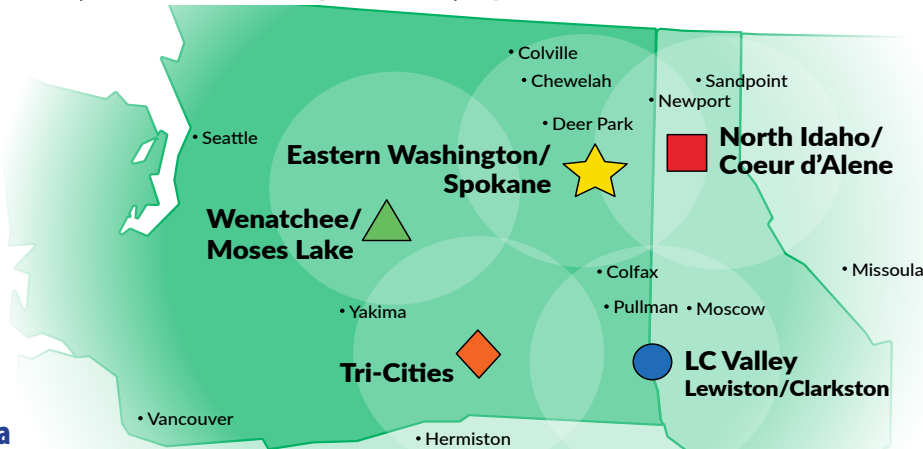 Colville
Chewelah
Sandpoint
Newport
Deer Park
Seattle
North Idaho/
Coeur d'Alene
Eastern Washington/
Spokane
Wenatchee/
Moses Lake
Colfax
Missoula
Yakima
Pullman
Moscow
Tri-Cities
LC Valley
Lewiston/Clarkston
Vancouver
Hermiston
a